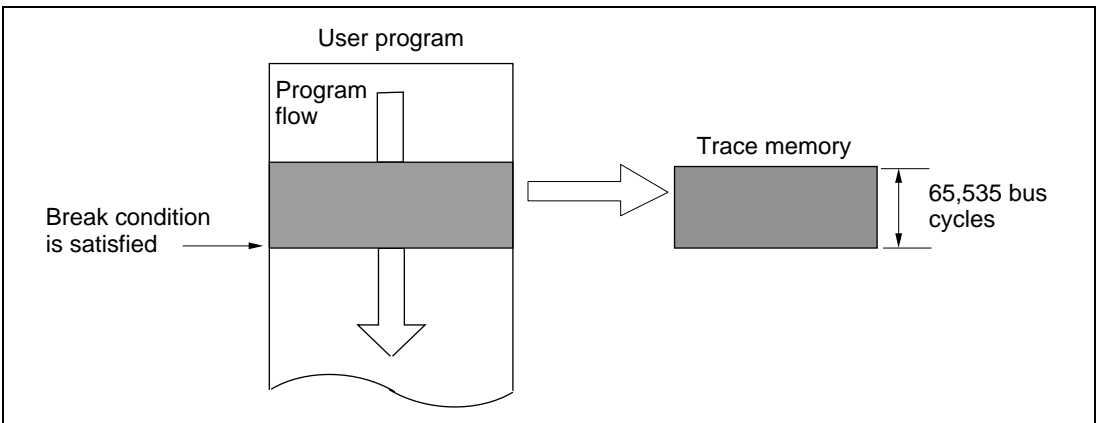 User program
Program
flow
Trace memory
65,535 bus
cycles
Break condition
is satisfied